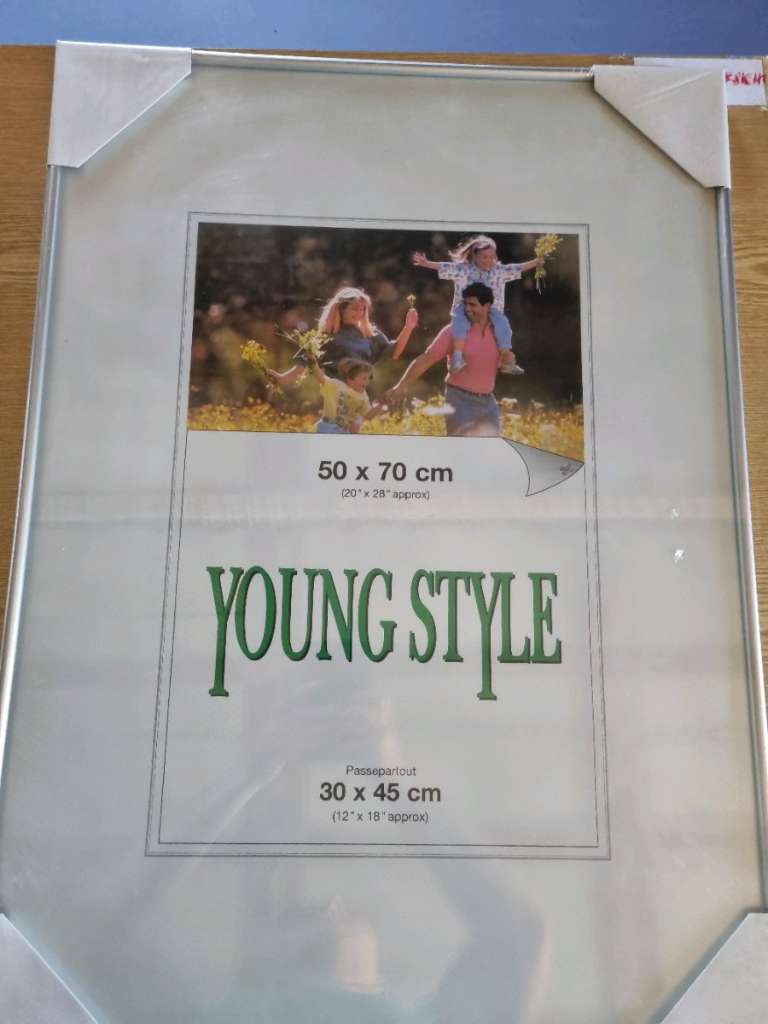 50 x 70 cm
(20" x 28" approx)
YOUNG STYLE
Passepartout
30 x 45 cm
(12" x 18" approx)